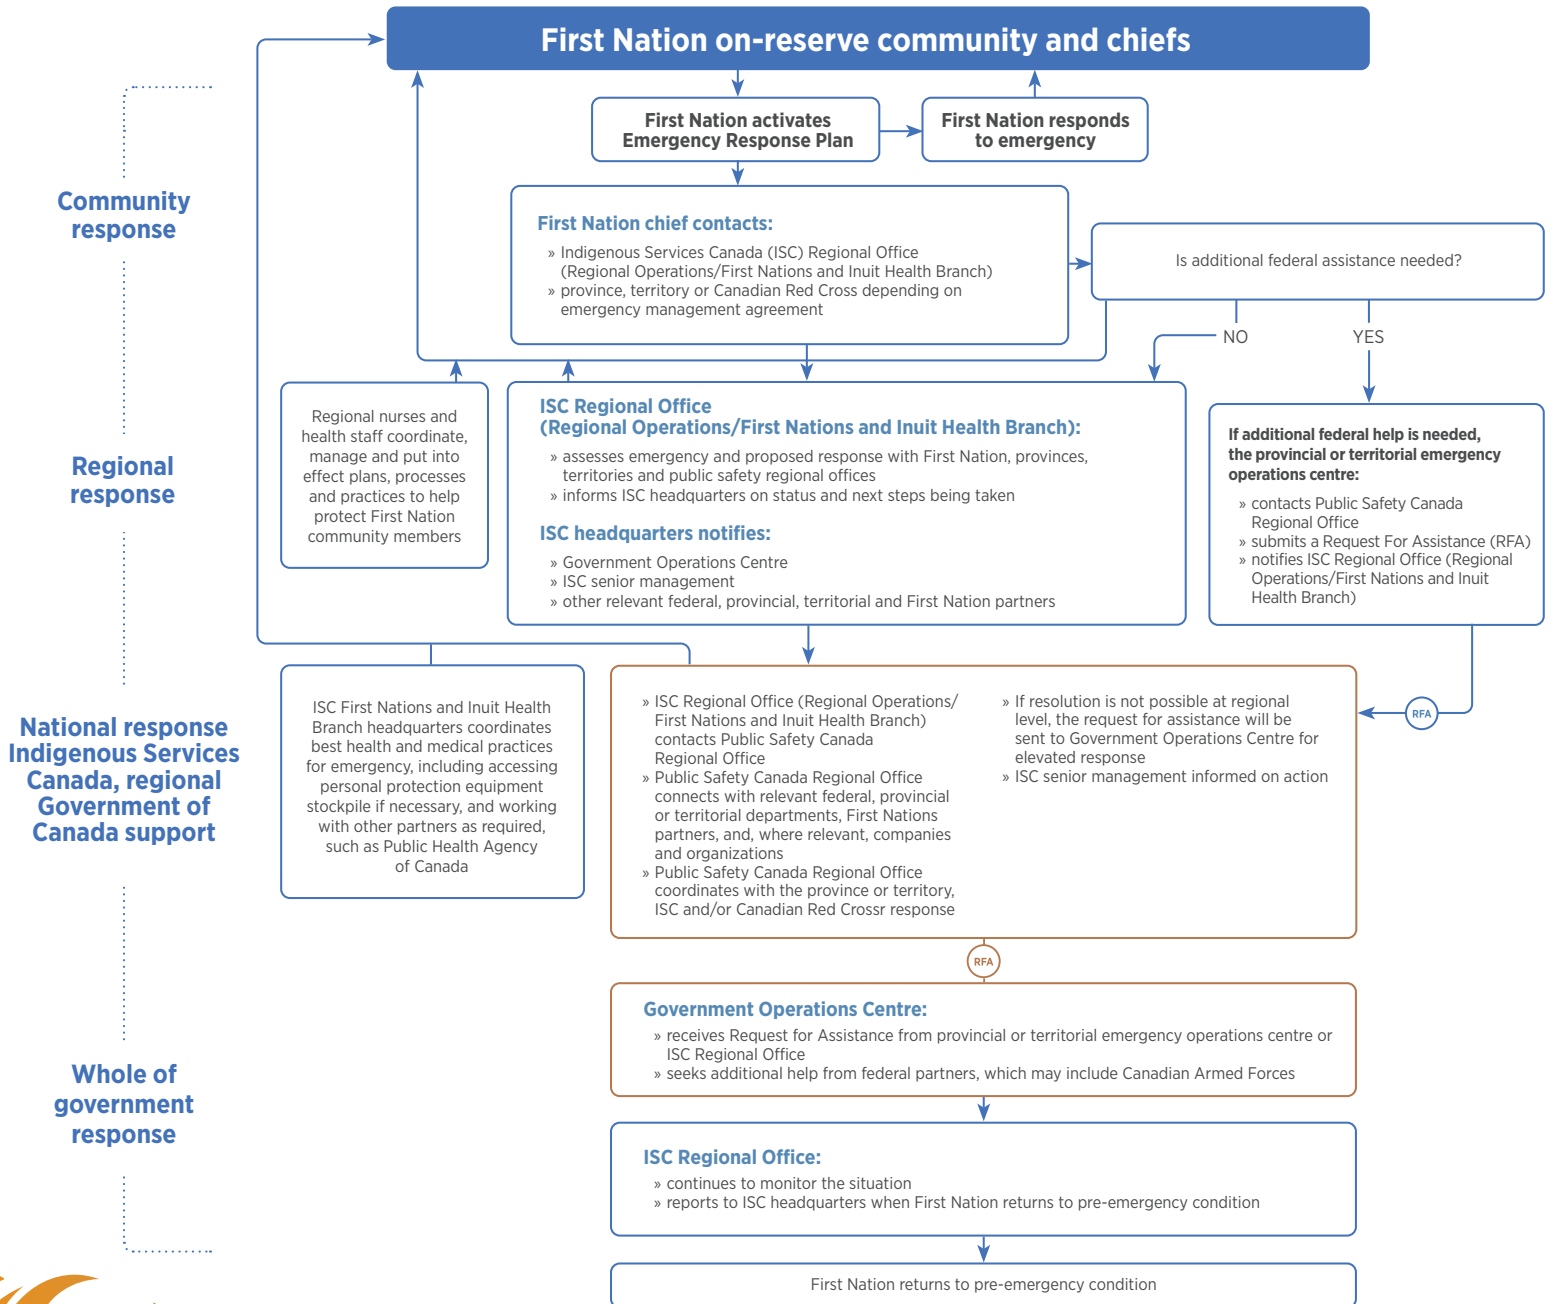 First Nation on-reserve community and chiefs
First Nation activates
Emergency Response Plan
First Nation responds
to emergency
Community
response
First Nation chief contacts:
» Indigenous Services Canada (ISC) Regional Office
(Regional Operations/First Nations and Inuit Health Branch)
» province, territory or Canadian Red Cross depending on
emergency management agreement
Is additional federal assistance needed?
NO
YES
Regional
response
Regional nurses and
health staff coordinate,
manage and put into
effect plans, processes
and practices to help
protect First Nation
community members
ISC Regional Office
(Regional Operations/First Nations and Inuit Health Branch):
» assesses emergency and proposed response with First Nation, provinces,
territories and public safety regional offices
» informs ISC headquarters on status and next steps being taken
ISC headquarters notifies:
» Government Operations Centre
» ISC senior management
» other relevant federal, provincial, territorial and First Nation partners
If additional federal help is needed,
the provincial or territorial emergency
operations centre:
» contacts Public Safety Canada
Regional Office
» submits a Request For Assistance (RFA)
» notifies ISC Regional Office (Regional
Operations/First Nations and Inuit
Health Branch)
National response
Indigenous Services
Canada, regional
Government of
Canada support
ISC First Nations and Inuit Health
Branch headquarters coordinates
best health and medical practices
for emergency, including accessing
personal protection equipment
stockpile if necessary, and working
with other partners as required,
such as Public Health Agency
of Canada
» ISC Regional Office (Regional Operations/
First Nations and Inuit Health Branch)
contacts Public Safety Canada
Regional Office
» Public Safety Canada Regional Office
connects with relevant federal, provincial
or territorial departments, First Nations
partners, and, where relevant, companies
and organizations
» Public Safety Canada Regional Office
coordinates with the province or territory,
ISC and/or Canadian Red Crossr response
» If resolution is not possible at regional
level, the request for assistance will be
sent to Government Operations Centre for
elevated response
» ISC senior management informed on action
RFA
RFA
Whole of
government
response
Government Operations Centre:
» receives Request for Assistance from provincial or territorial emergency operations centre or
ISC Regional Office
» seeks additional help from federal partners, which may include Canadian Armed Forces
ISC Regional Office:
» continues to monitor the situation
» reports to ISC headquarters when First Nation returns to pre-emergency condition
First Nation returns to pre-emergency condition